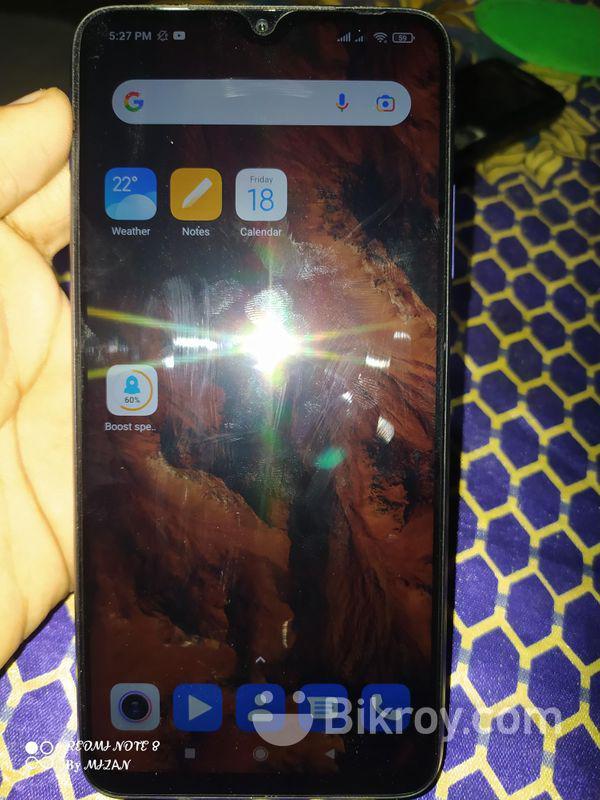 5:27 PM
59
22°
Friday
18
Weather
Notes
Calendar
60%
Boost spe..
Bikroy.com
REDMI NOTE 8
By MIZAN